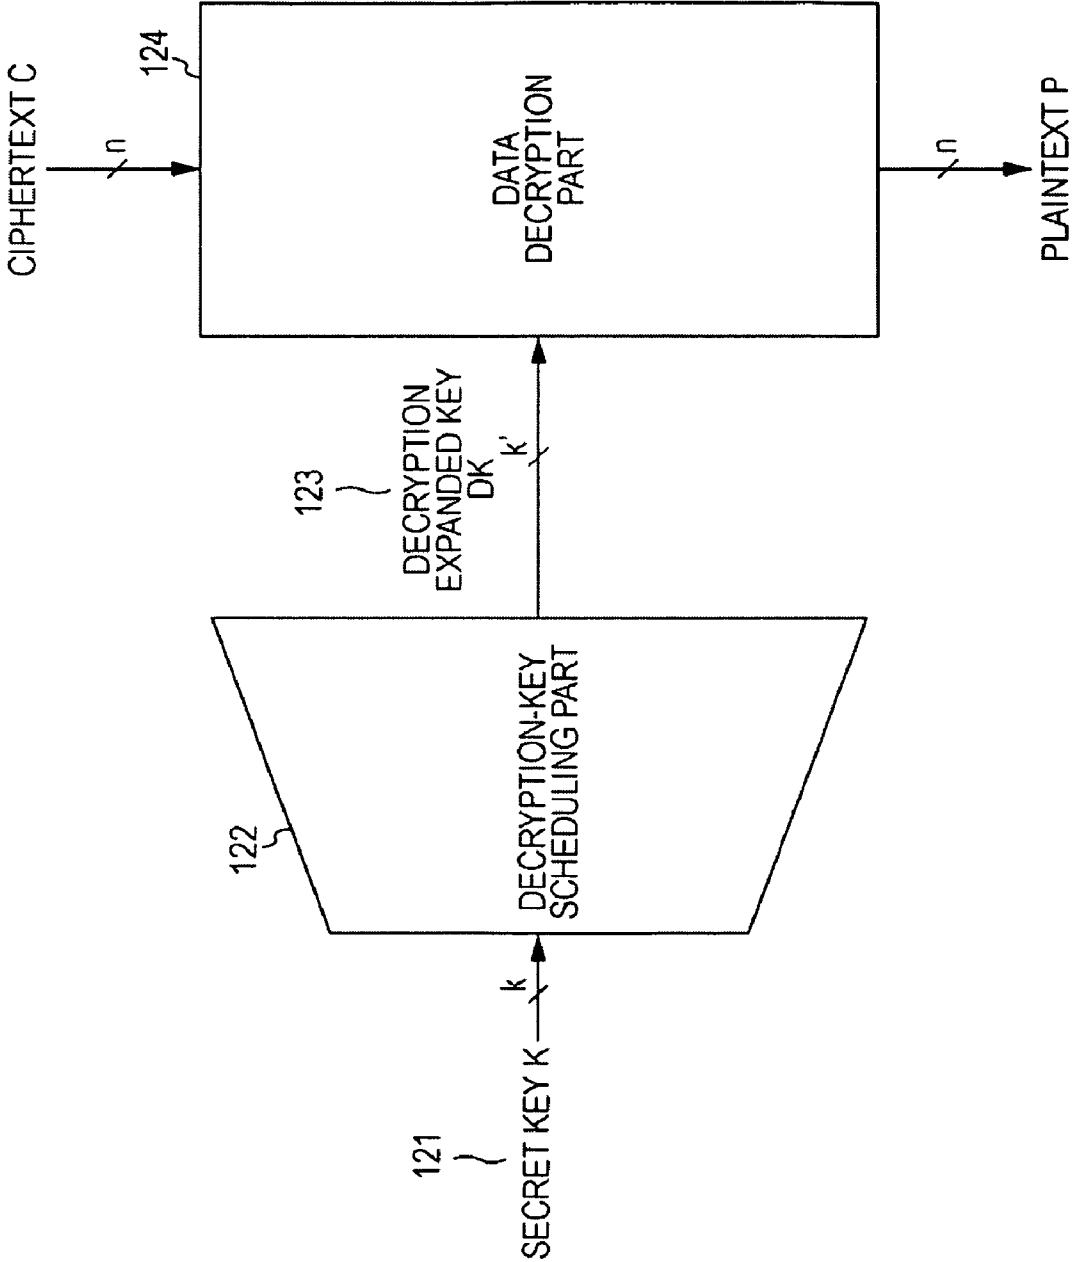 CIPHERTEXT C
n
124
DATA
DECRYPTION
PART
n
PLAINTEXT P
123
DECRYPTION
EXPANDED KEY
DK
k'
122
DECRYPTION-KEY
SCHEDULING PART
k
121
SECRET KEY K